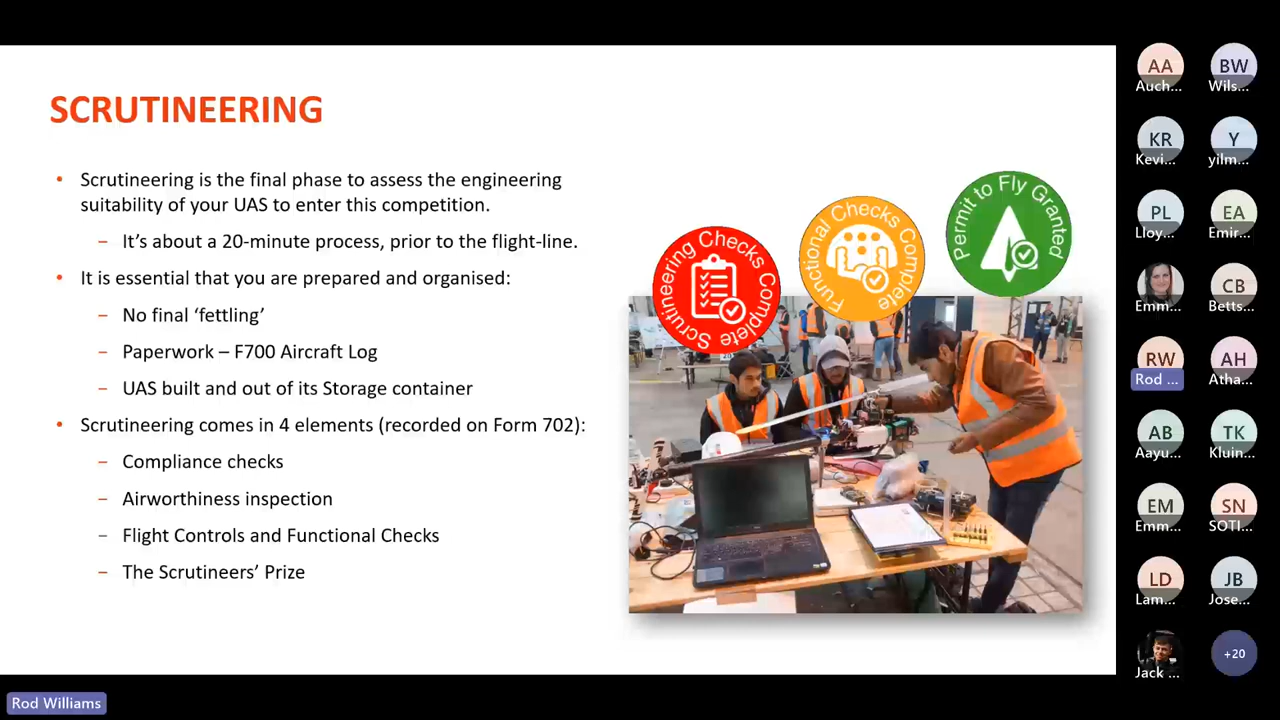 SCRUTINEERING
• Scrutineering is the final phase to assess the engineering
suitability of your UAS to enter this competition.
– It’s about a 20-minute process, prior to the flight-line.
• It is essential that you are prepared and organised:
– No final ‘fettling’
– Paperwork – F700 Aircraft Log
– UAS built and out of its Storage container
• Scrutineering comes in 4 elements (recorded on Form 702):
– Compliance checks
– Airworthiness inspection
– Flight Controls and Functional Checks
– The Scrutineers’ Prize
Scrutineering Checks Complete
Functional Checks Complete
Permit to Fly Granted
AA
Auch...
BW
Wils...
KR
Kevi...
Y
yilm...
PL
Lloy...
EA
Emir...
Emm...
CB
Betts...
RW
Rod ...
AH
Atha...
AB
Aayu...
TK
Kluin...
EM
Emm...
SN
SOTI...
LD
Lam...
JB
Jose...
Jack ...
+20
Rod Williams